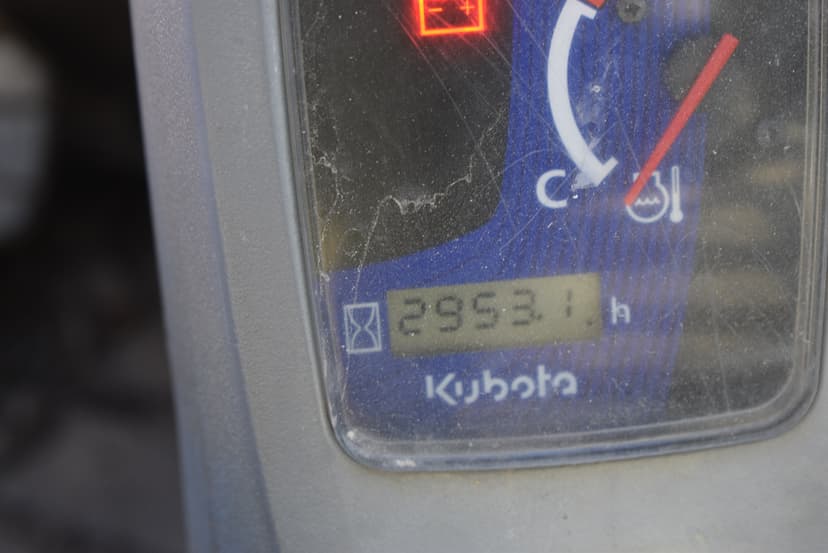 - +
C
2953.1 h
Kubota